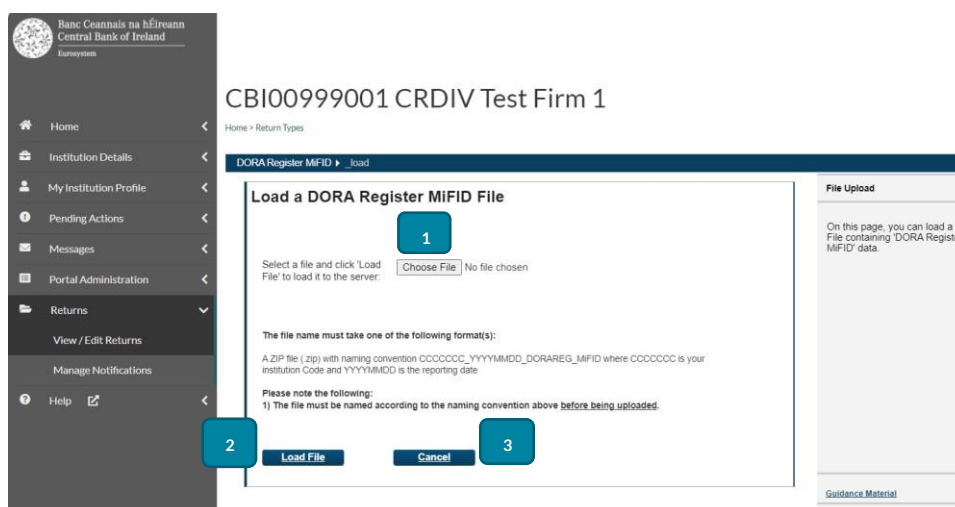 Banc Ceannais na hÉireann
Central Bank of Ireland
Eurosystem
CBI00999001 CRDIV Test Firm 1
Home > Return Types
Home
Institution Details
My Institution Profile
Pending Actions
Messages
Portal Administration
Returns
View / Edit Returns
Manage Notifications
Help
DORA Register MiFID _load
Load a DORA Register MiFID File
1
Select a file and click 'Load
File' to load it to the server:
Choose File No file chosen
The file name must take one of the following format(s):
A ZIP file (.zip) with naming convention CCCCCCC_YYYYMMDD_DORAREG_MiFID where CCCCCCC is your
institution Code and YYYYMMDD is the reporting date
Please note the following:
1) The file must be named according to the naming convention above before being uploaded.
2
Load File
Cancel
3
File Upload
On this page, you can load a
File containing 'DORA Regist
MiFID' data.
Guidance Material